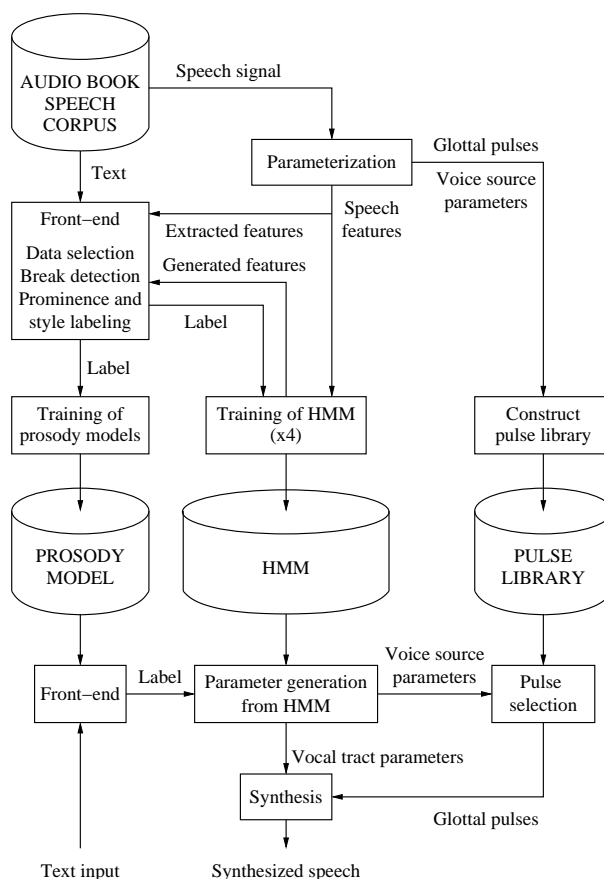 AUDIO BOOK
SPEECH
CORPUS
Speech signal
Parameterization
Glottal pulses
Voice source
parameters
Text
Front−end
Data selection
Break detection
Prominence and
style labeling
Extracted features
Speech
features
Generated features
Label
Label
Training of
prosody models
Training of HMM
(x4)
Construct
pulse library
PROSODY
MODEL
HMM
PULSE
LIBRARY
Front−end
Label
Parameter generation
from HMM
Voice source
parameters
Pulse
selection
Vocal tract parameters
Synthesis
Glottal pulses
Text input
Synthesized speech